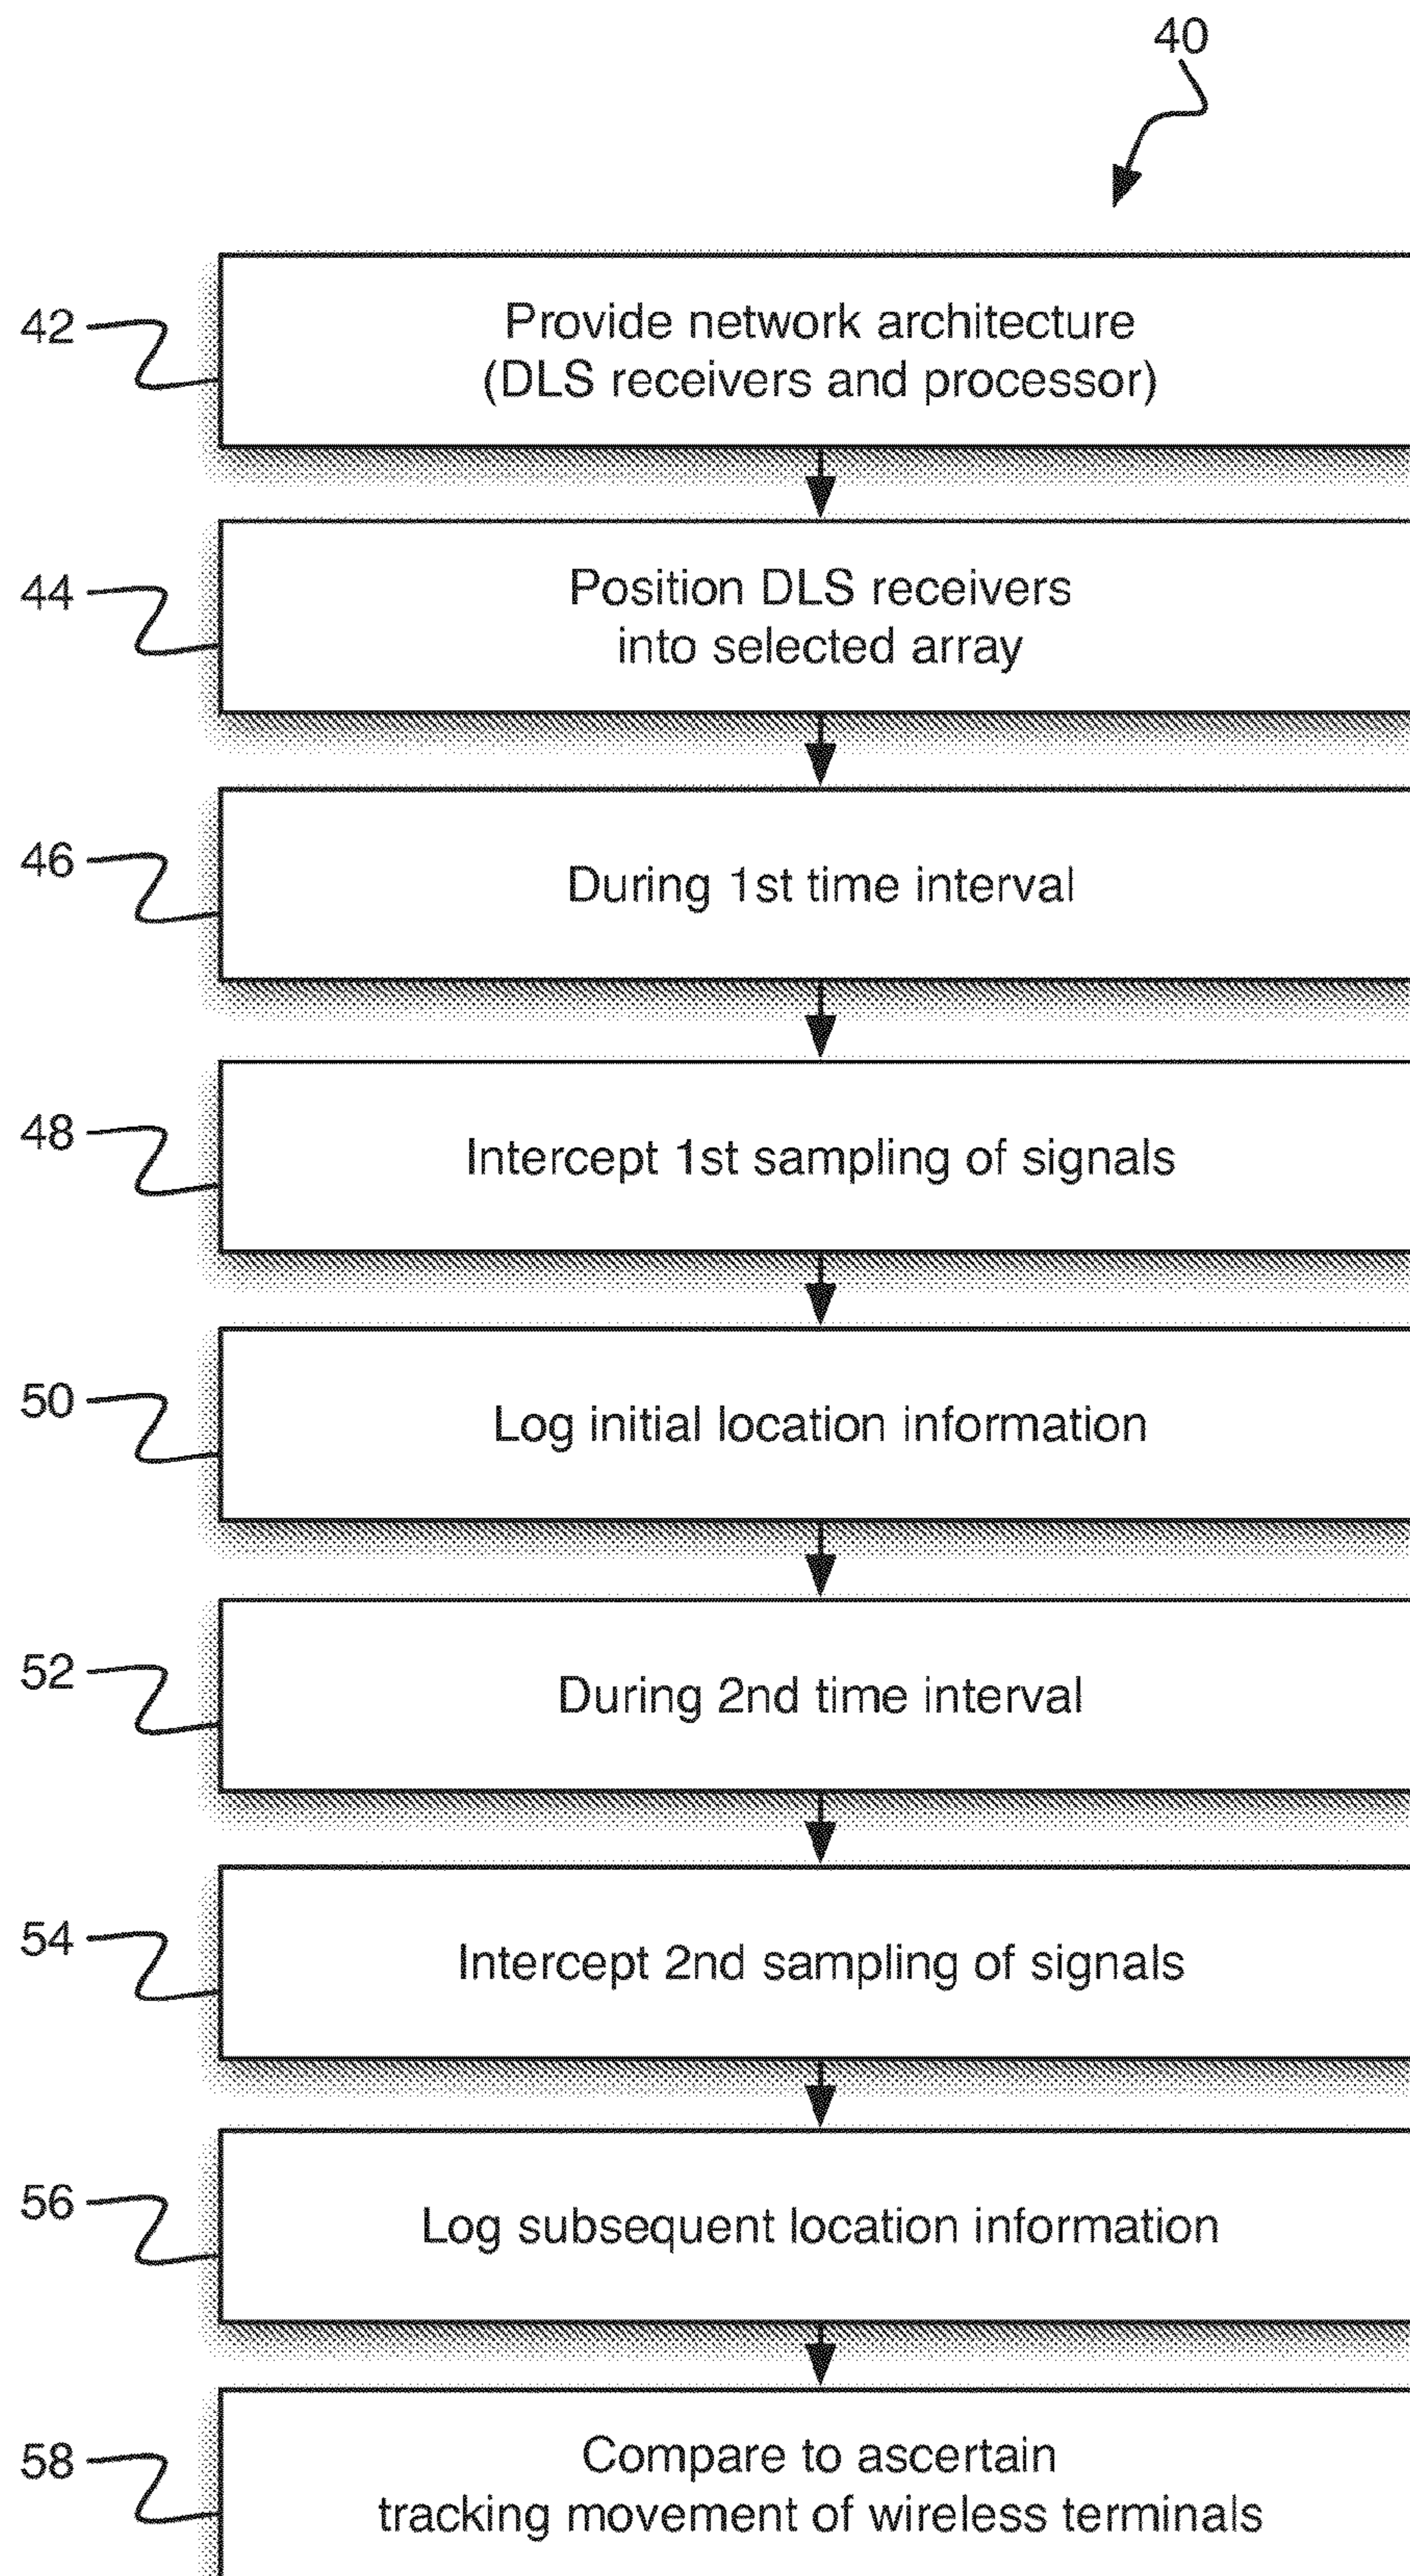 40
42
Provide network architecture
(DLS receivers and processor)
44
Position DLS receivers
into selected array
46
During 1st time interval
48
Intercept 1st sampling of signals
50
Log initial location information
52
During 2nd time interval
54
Intercept 2nd sampling of signals
56
Log subsequent location information
58
Compare to ascertain
tracking movement of wireless terminals